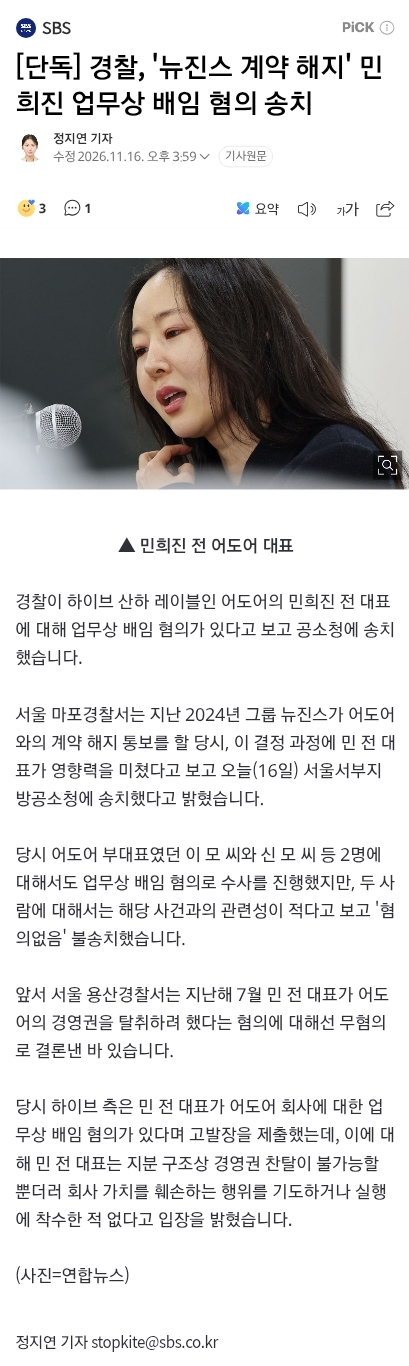 SBS
PiCK
[단독] 경찰, '뉴진스 계약 해지' 민
희진 업무상 배임 혐의 송치
정지연 기자
수정 2026.11.16. 오후 3:59
기사원문
3
1
요약
가가
▲ 민희진 전 어도어 대표
경찰이 하이브 산하 레이블인 어도어의 민희진 전 대표
에 대해 업무상 배임 혐의가 있다고 보고 공소청에 송치
했습니다.
서울 마포경찰서는 지난 2024년 그룹 뉴진스가 어도어
와의 계약 해지 통보를 할 당시, 이 결정 과정에 민 전 대
표가 영향력을 미쳤다고 보고 오늘(16일) 서울서부지
방공소청에 송치했다고 밝혔습니다.
당시 어도어 부대표였던 이 모 씨와 신 모 씨 등 2명에
대해서도 업무상 배임 혐의로 수사를 진행했지만, 두 사
람에 대해서는 해당 사건과의 관련성이 적다고 보고 '혐
의없음' 불송치했습니다.
앞서 서울 용산경찰서는 지난해 7월 민 전 대표가 어도
어의 경영권을 탈취하려 했다는 혐의에 대해선 무혐의
로 결론낸 바 있습니다.
당시 하이브 측은 민 전 대표가 어도어 회사에 대한 업
무상 배임 혐의가 있다며 고발장을 제출했는데, 이에 대
해 민 전 대표는 지분 구조상 경영권 찬탈이 불가능할
뿐더러 회사 가치를 훼손하는 행위를 기도하거나 실행
에 착수한 적 없다고 입장을 밝혔습니다.
(사진=연합뉴스)
정지연 기자 stopkite@sbs.co.kr